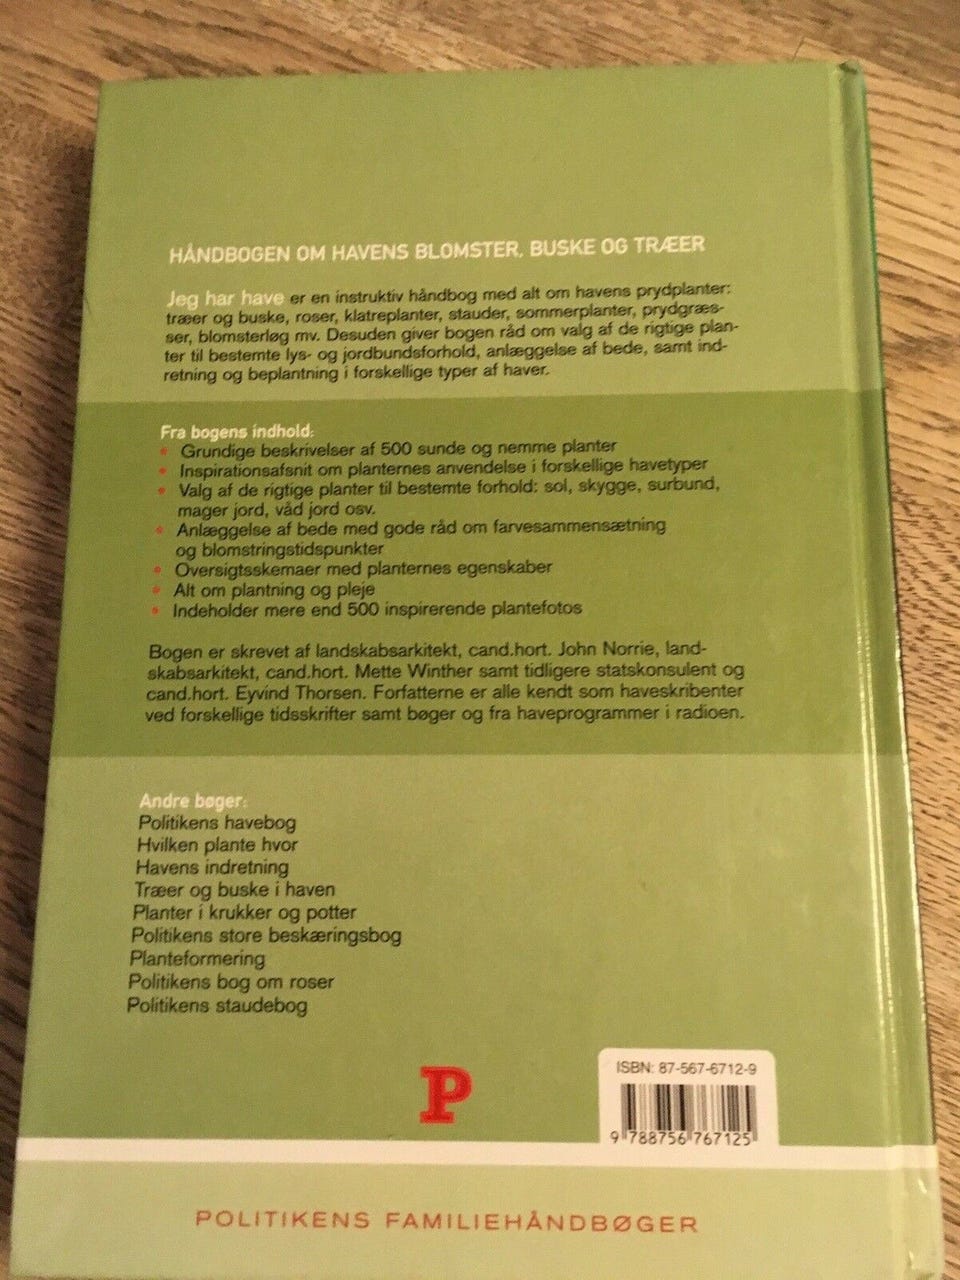 HÅNDBOGEN OM HAVENS BLOMSTER, BUSKE OG TRÆER
Jeg har have er en instruktiv håndbog med alt om havens prydplanter:
træer og buske, roser, klatreplanter, stauder, sommerplanter, prydgræs-
ser, blomsterløg mv. Desuden giver bogen råd om valg af de rigtige plan-
ter til bestemte lys- og jordbundsforhold, anlæggelse af bede, samt ind-
retning og beplantning i forskellige typer af haver.
Fra bogens indhold:
• Grundige beskrivelser af 500 sunde og nemme planter
• Inspirationsafsnit om planternes anvendelse i forskellige havetyper
• Valg af de rigtige planter til bestemte forhold: sol, skygge, surbund,
mager jord, våd jord osv.
• Anlæggelse af bede med gode råd om farvesammensætning
og blomstringstidspunkter
• Oversigtsskemaer med planternes egenskaber
• Alt om plantning og pleje
• Indeholder mere end 500 inspirerende plantefotos
Bogen er skrevet af landskabsarkitekt, cand.hort. John Norrie, land-
skabsarkitekt, cand.hort. Mette Winther samt tidligere statskonsulent og
cand.hort. Eyvind Thorsen. Forfatterne er alle kendt som haveskribenter
ved forskellige tidsskrifter samt bøger og fra haveprogrammer i radioen.
Andre bøger:
Politikens havebog
Hvilken plante hvor
Havens indretning
Træer og buske i haven
Planter i krukker og potter
Politikens store beskæringsbog
Planteformering
Politikens bog om roser
Politikens staudebog
P
ISBN: 87-567-6712-9
9 788756 767125
POLITIKENS FAMILIEHÅNDBØGER